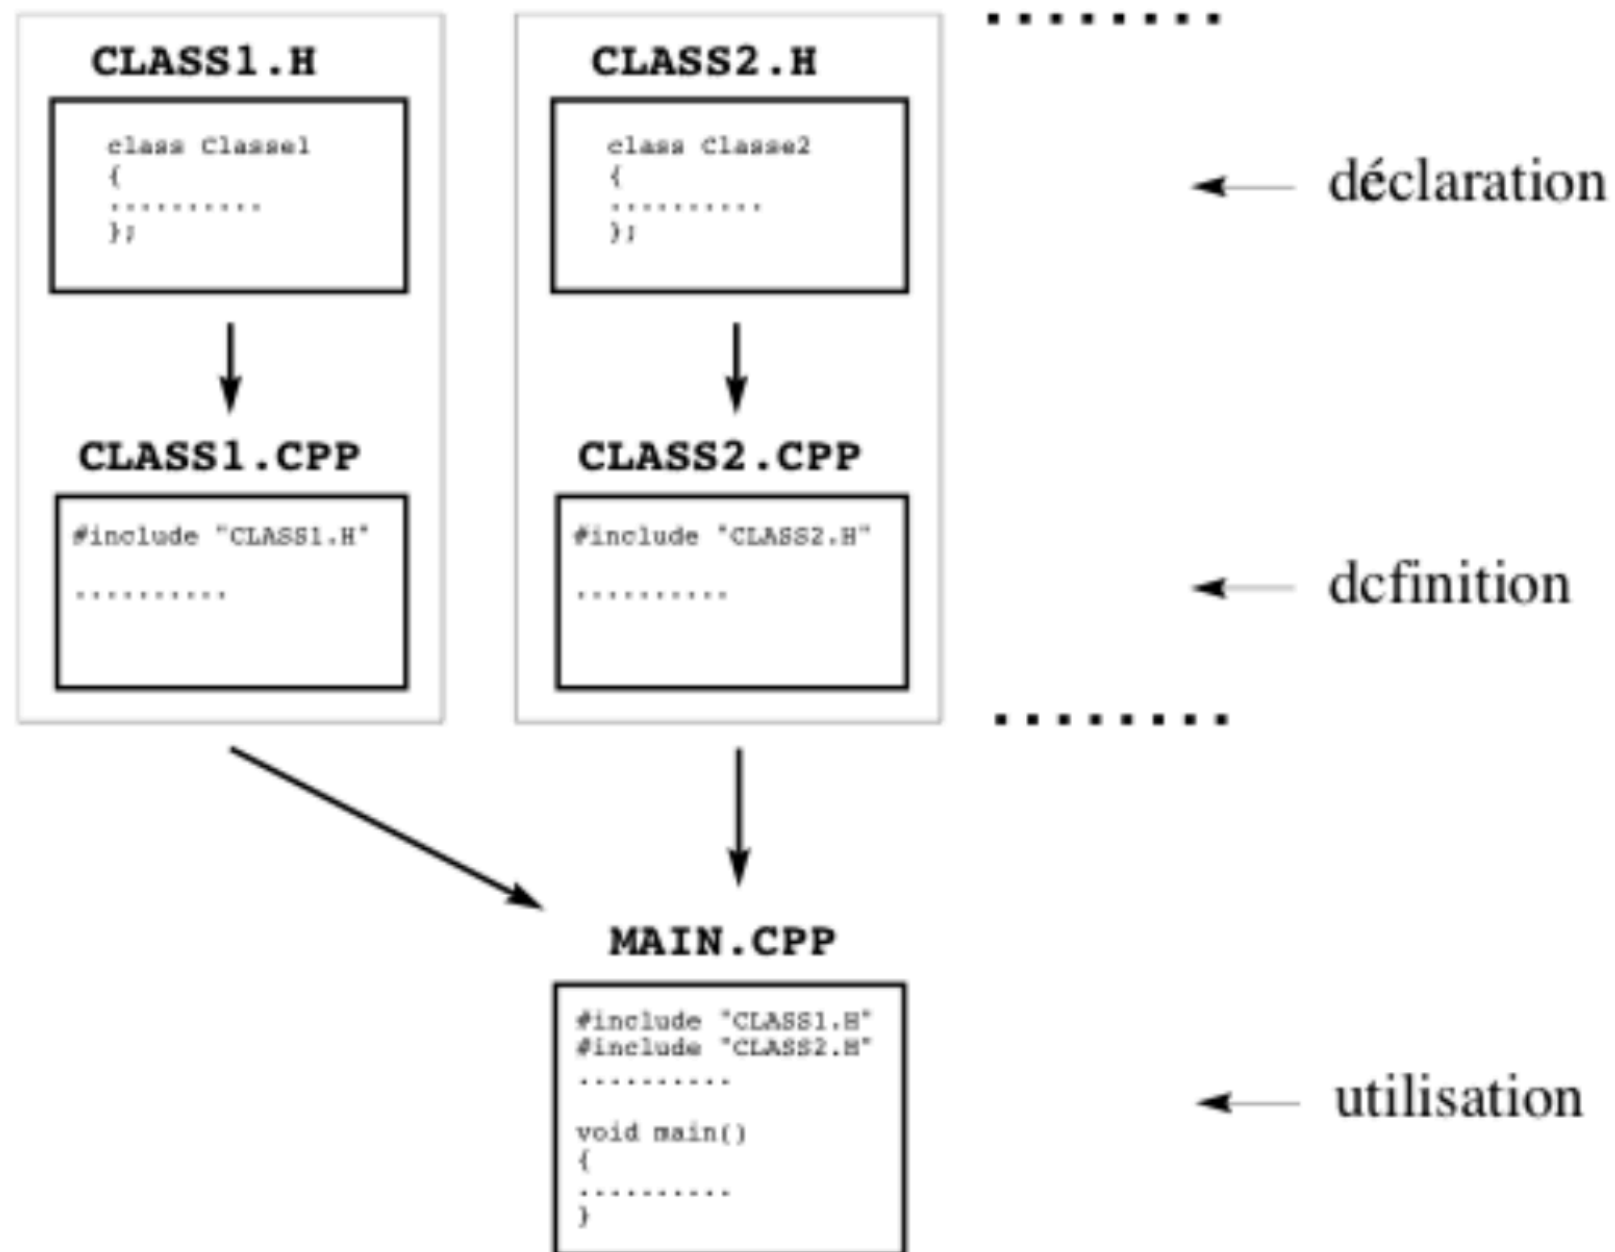 CLASS1.H
class Classe1
{
..........
};
CLASS1.CPP
#include "CLASS1.H"
..........
CLASS2.H
class Classe2
{
..........
};
CLASS2.CPP
#include "CLASS2.H"
..........
........
déclaration
définition
........
MAIN.CPP
#include "CLASS1.H"
#include "CLASS2.H"
..........
void main()
{
..........
}
utilisation